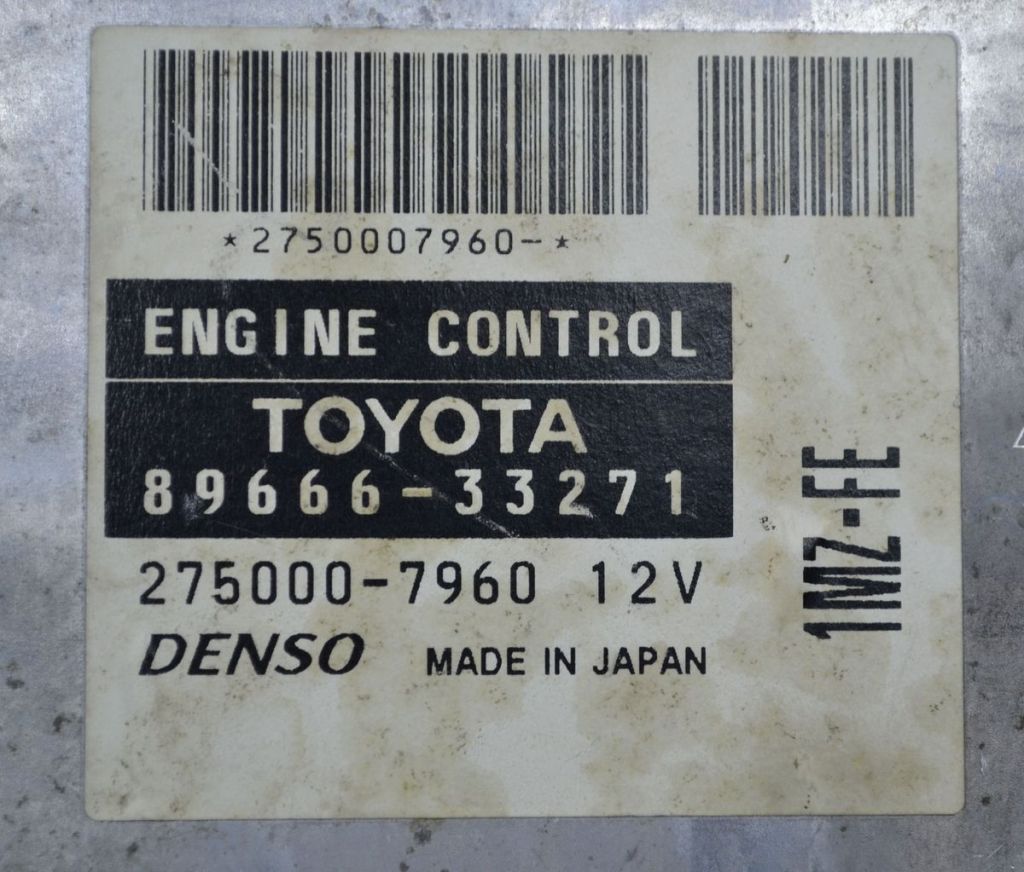 *2750007960-*
ENGINE CONTROL
TOYOTA
89666-33271
275000-7960 12V
DENSO MADE IN JAPAN
1MZ-FE